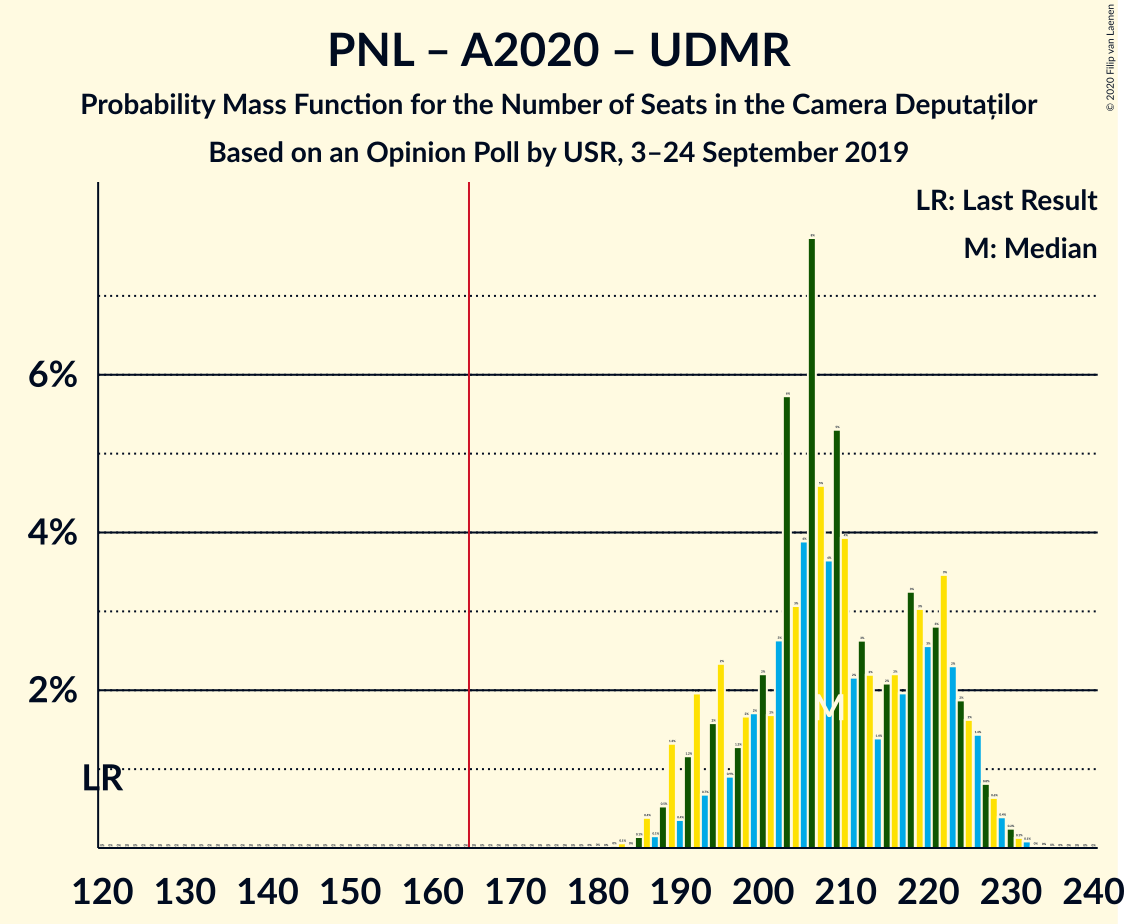 PNL – A2020 – UDMR
Probability Mass Function for the Number of Seats in the Camera Deputaților
Based on an Opinion Poll by USR, 3–24 September 2019
© 2020 Filip van Laenen
LR: Last Result
M: Median
6%
4%
2%
LR
M
120 130 140 150 160 170 180 190 200 210 220 230 240